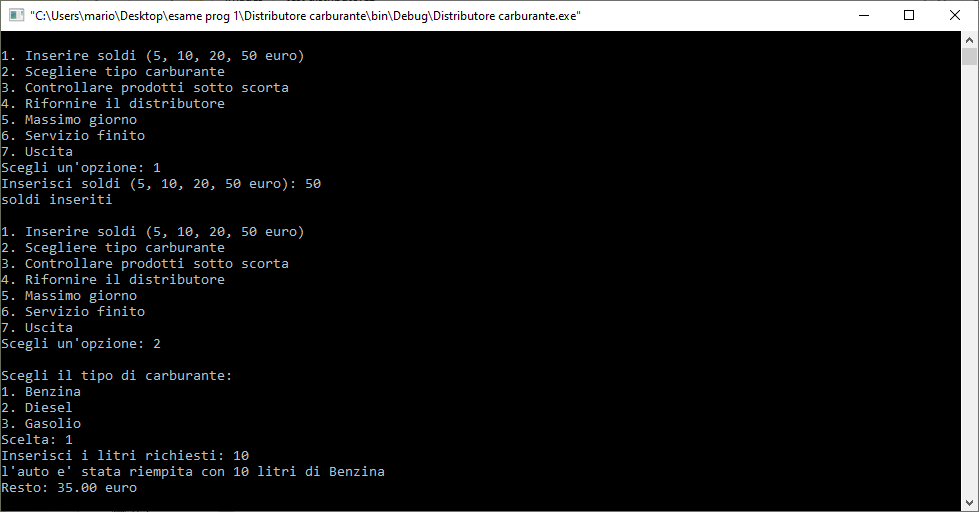 "C:\Users\mario\Desktop\esame prog 1\Distributore carburante\bin\Debug\Distributore carburante.exe"
1. Inserire soldi (5, 10, 20, 50 euro)
2. Scegliere tipo carburante
3. Controllare prodotti sotto scorta
4. Rifornire il distributore
5. Massimo giorno
6. Servizio finito
7. Uscita
Scegli un'opzione: 1
Inserisci soldi (5, 10, 20, 50 euro): 50
soldi inseriti
1. Inserire soldi (5, 10, 20, 50 euro)
2. Scegliere tipo carburante
3. Controllare prodotti sotto scorta
4. Rifornire il distributore
5. Massimo giorno
6. Servizio finito
7. Uscita
Scegli un'opzione: 2
Scegli il tipo di carburante:
1. Benzina
2. Diesel
3. Gasolio
Scelta: 1
Inserisci i litri richiesti: 10
l'auto e' stata riempita con 10 litri di Benzina
Resto: 35.00 euro